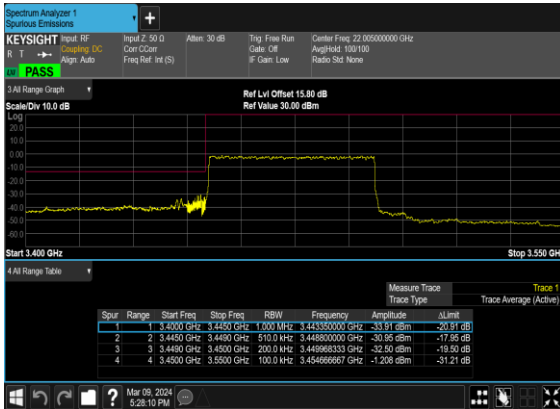 Spectrum Analyzer 1
Spurious Emissions
+
KEYSIGHT Input: RF Input Z: 50 Ω Atten: 30 dB Trig: Free Run Center Freq: 22.005000000 GHz
R T Coupling: DC Corr CCorr Gate: Off Avg|Hold: 100/100
Align: Auto Freq Ref: Int (S) IF Gain: Low Radio Std: None
PASS
3 All Range Graph
Ref Lvl Offset 15.80 dB
Scale/Div 10.0 dB Ref Value 30.00 dBm
Log
20.0
10.0
0.00
-10.0
-20.0
-30.0
-40.0
-50.0
-60.0
Start 3.400 GHz Stop 3.550 GH
4 All Range Table
Measure Trace Trace 1
Trace Type Trace Average (Active)
Spur Range Start Freq Stop Freq RBW Frequency Amplitude ΔLimit
1 1 3.4000 GHz 3.4450 GHz 1.000 MHz 3.443350000 GHz -33.91 dBm -20.91 dB
2 2 3.4450 GHz 3.4490 GHz 510.0 kHz 3.448800000 GHz -30.95 dBm -17.95 dB
3 3 3.4490 GHz 3.4500 GHz 200.0 kHz 3.449968333 GHz -32.50 dBm -19.50 dB
4 4 3.4500 GHz 3.5500 GHz 100.0 kHz 3.454666667 GHz -1.208 dBm -31.21 dB
?
Mar 09, 2024
5:28:10 PM